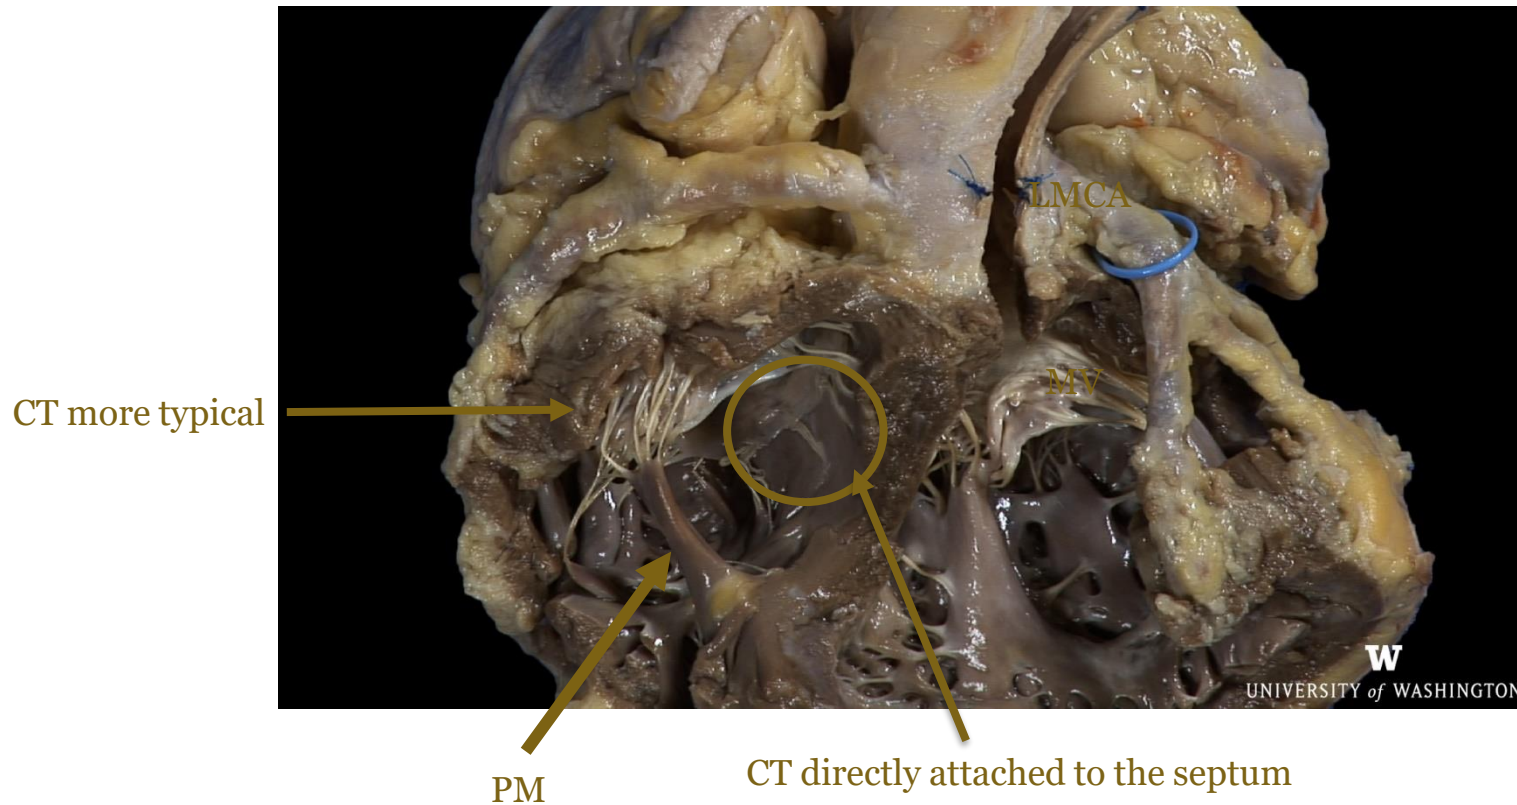 LMCA
MV
CT more typical
W
UNIVERSITY of WASHINGTON
CT directly attached to the septum
PM